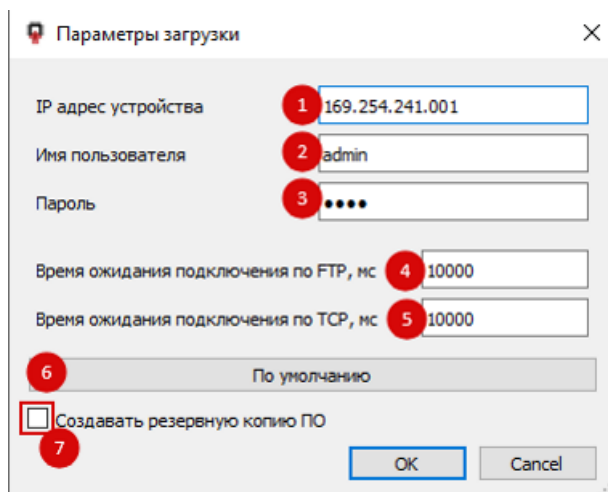 Параметры загрузки
IP адрес устройства 1 169.254.241.001
Имя пользователя 2 admin
Пароль 3 ••••
Время ожидания подключения по FTP, мс 4 10000
Время ожидания подключения по TCP, мс 5 10000
6 По умолчанию
Создавать резервную копию ПО
7
OK Cancel